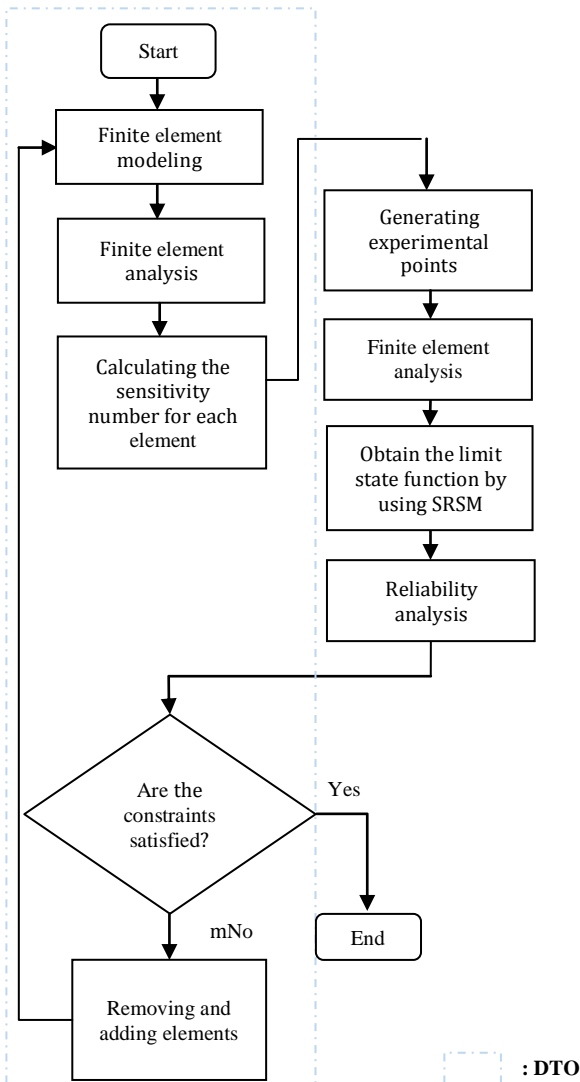 Start
Finite element
modeling
Finite element
analysis
Calculating the
sensitivity
number for each
element
Generating
experimental
points
Finite element
analysis
Obtain the limit
state function by
using SRSM
Reliability
analysis
Are the
constraints
satisfied?
Yes
mNo
End
Removing and
adding elements
: DTO